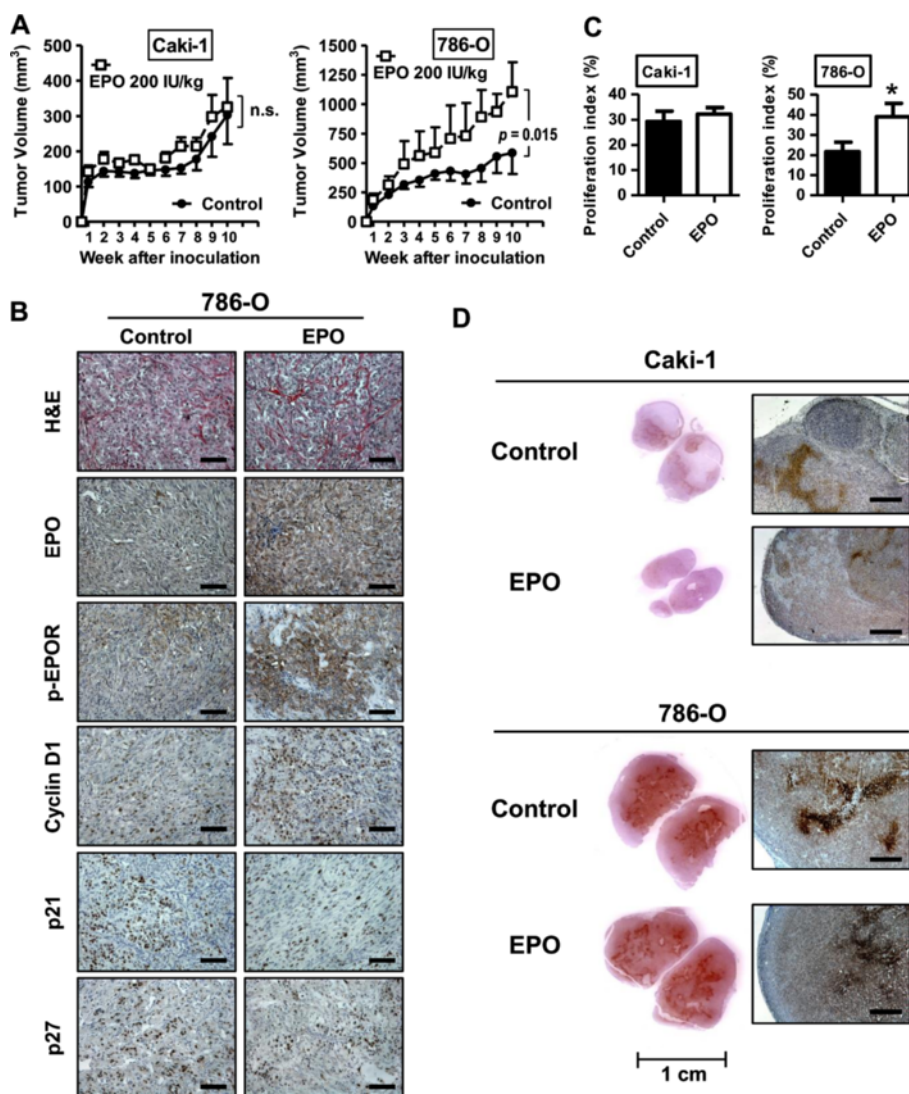 A
Caki-1
Tumor Volume (mm³)
500
400
300
200
100
0
EPO 200 IU/kg
n.s.
Control
1 2 3 4 5 6 7 8 9 10
Week after inoculation
786-O
Tumor Volume (mm³)
1500
1250
1000
750
500
250
0
EPO 200 IU/kg
p = 0.015
Control
1 2 3 4 5 6 7 8 9 10
Week after inoculation
C
(%)
Caki-1
Proliferation index
40
30
20
10
0
Control
EPO
(%)
786-O
Proliferation index
50
40
30
20
10
0
*
Control
EPO
B
786-O
Control EPO
H&E
EPO
p-EPOR
Cyclin D1
p21
p27
D
Caki-1
Control
EPO
786-O
Control
EPO
1 cm